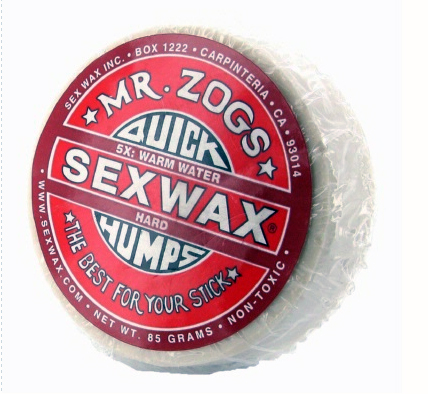 SEX WAX INC. • BOX 1222 • CARPINTERIA • CA • 93014
★MR. ZOGS★
QUICK
5X: WARM WATER
SEXWAX®
HARD
HUMPS
★THE BEST FOR YOUR STICK★
• WWW.SEXWAX.COM • NET WT. 85 GRAMS • NON-TOXIC •